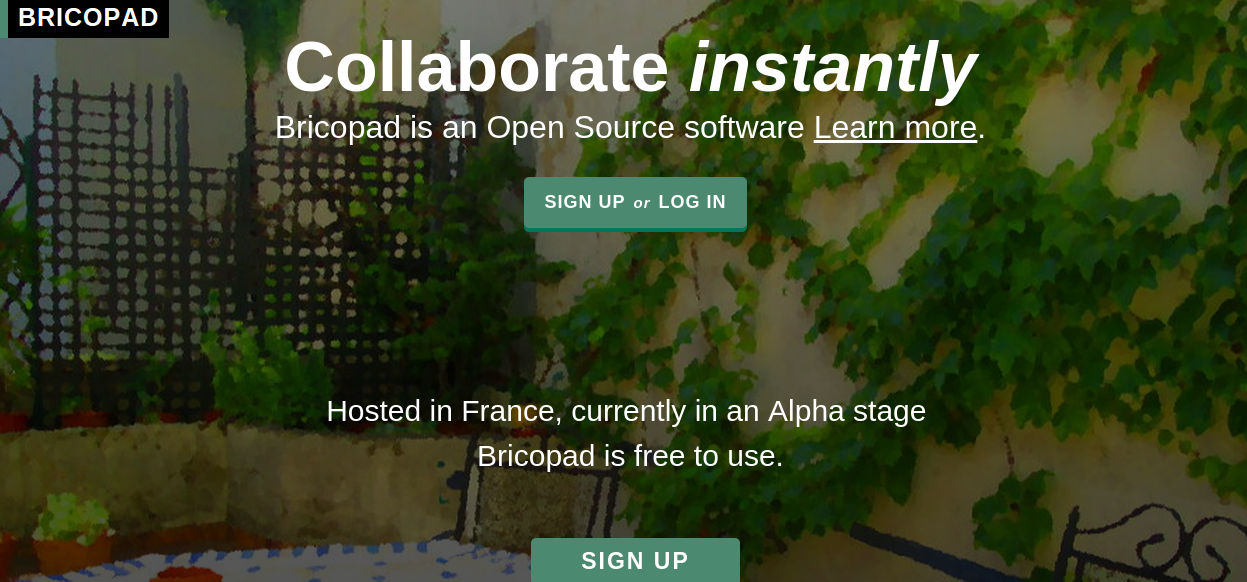 BRICOPAD
Collaborate instantly
Bricopad is an Open Source software Learn more.
SIGN UP or LOG IN
Hosted in France, currently in an Alpha stage
Bricopad is free to use.
SIGN UP